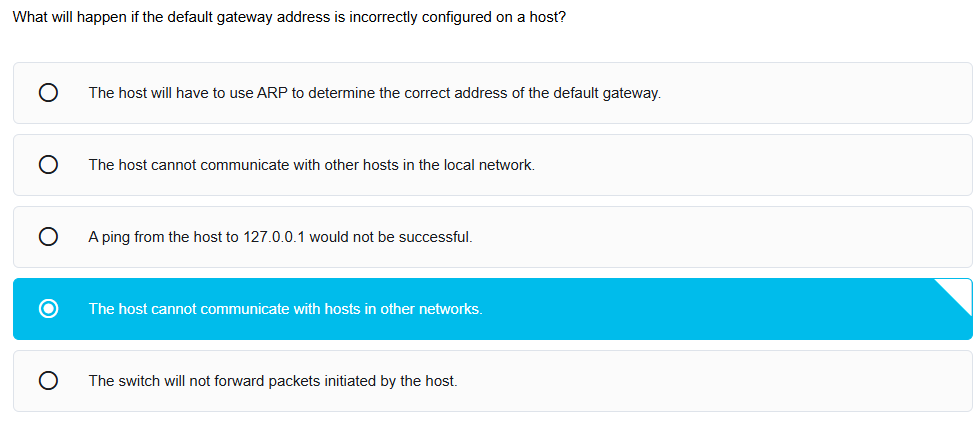 What will happen if the default gateway address is incorrectly configured on a host?
The host will have to use ARP to determine the correct address of the default gateway.
The host cannot communicate with other hosts in the local network.
A ping from the host to 127.0.0.1 would not be successful.
The host cannot communicate with hosts in other networks.
The switch will not forward packets initiated by the host.